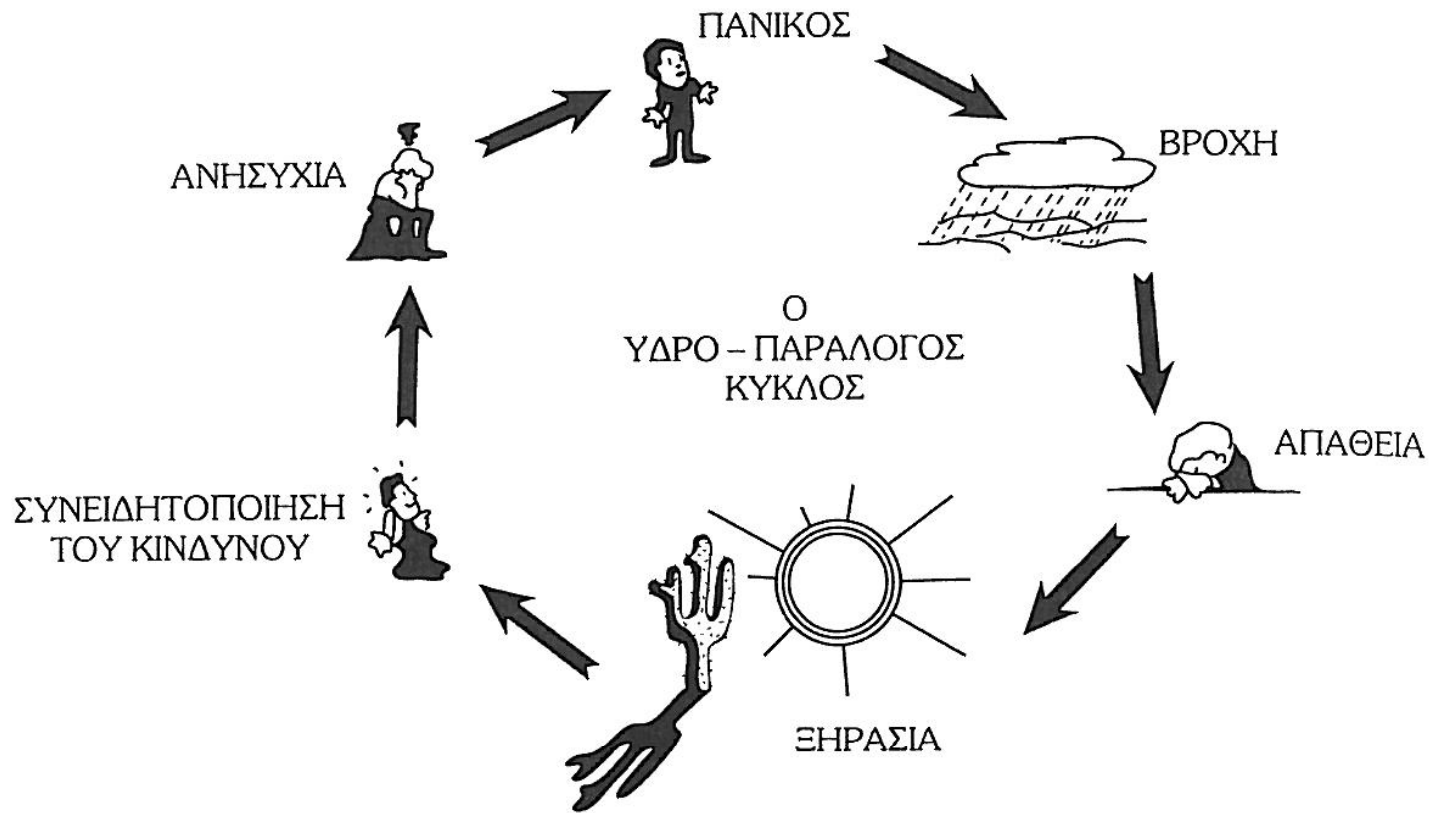 ΠΑΝΙΚΟΣ
ΒΡΟΧΗ
ΑΝΗΣΥΧΙΑ
Ο
ΥΔΡΟ – ΠΑΡΑΛΟΓΟΣ
ΚΥΚΛΟΣ
ΑΠΑΘΕΙΑ
ΣΥΝΕΙΔΗΤΟΠΟΙΗΣΗ
ΤΟΥ ΚΙΝΔΥΝΟΥ
ΞΗΡΑΣΙΑ